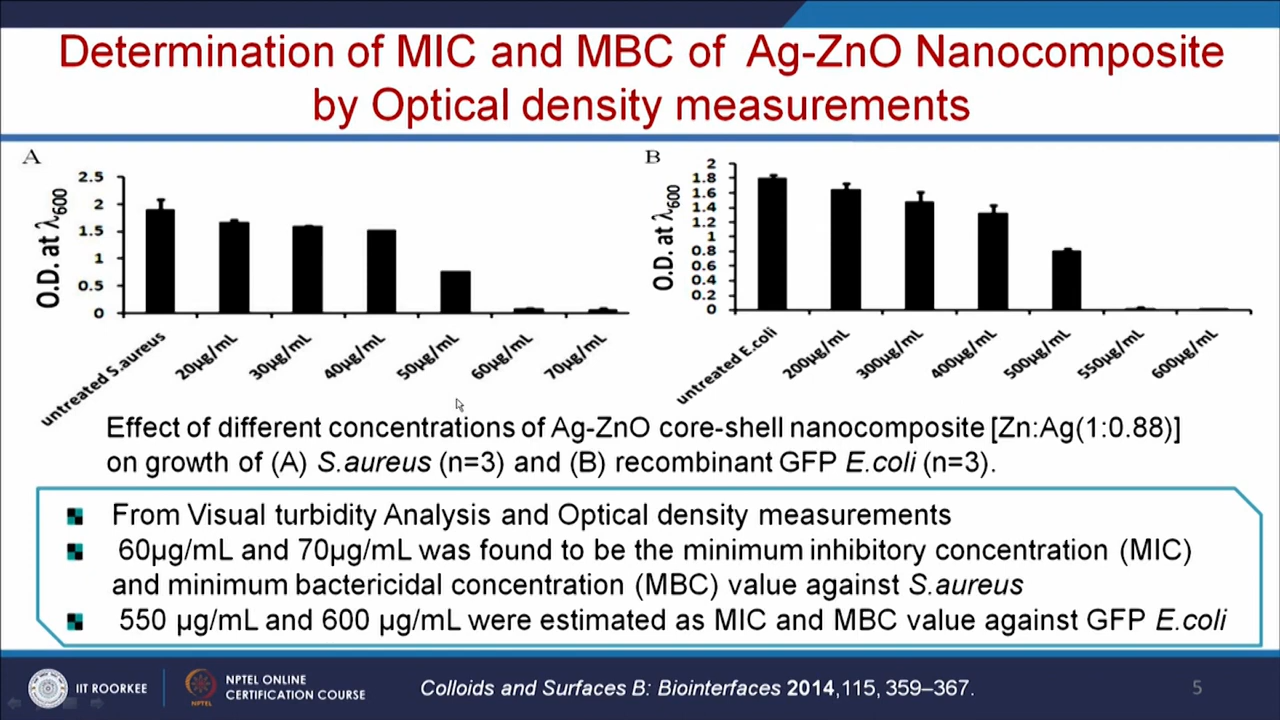 Determination of MIC and MBC of Ag-ZnO Nanocomposite
by Optical density measurements
A
O.D. at λ600
2.5
2
1.5
1
0.5
0
untreated S.aureus
20µg/mL
30µg/mL
40µg/mL
50µg/mL
60µg/mL
70µg/mL
B
O.D. at λ600
2
1.8
1.6
1.4
1.2
1
0.8
0.6
0.4
0.2
0
untreated E.coli
200µg/mL
300µg/mL
400µg/mL
500µg/mL
550µg/mL
600µg/mL
Effect of different concentrations of Ag-ZnO core-shell nanocomposite [Zn:Ag(1:0.88)]
on growth of (A) S.aureus (n=3) and (B) recombinant GFP E.coli (n=3).
From Visual turbidity Analysis and Optical density measurements
60µg/mL and 70µg/mL was found to be the minimum inhibitory concentration (MIC)
and minimum bactericidal concentration (MBC) value against S.aureus
550 µg/mL and 600 µg/mL were estimated as MIC and MBC value against GFP E.coli
IIT ROORKEE
NPTEL
NPTEL ONLINE
CERTIFICATION COURSE
Colloids and Surfaces B: Biointerfaces 2014,115, 359–367.
5